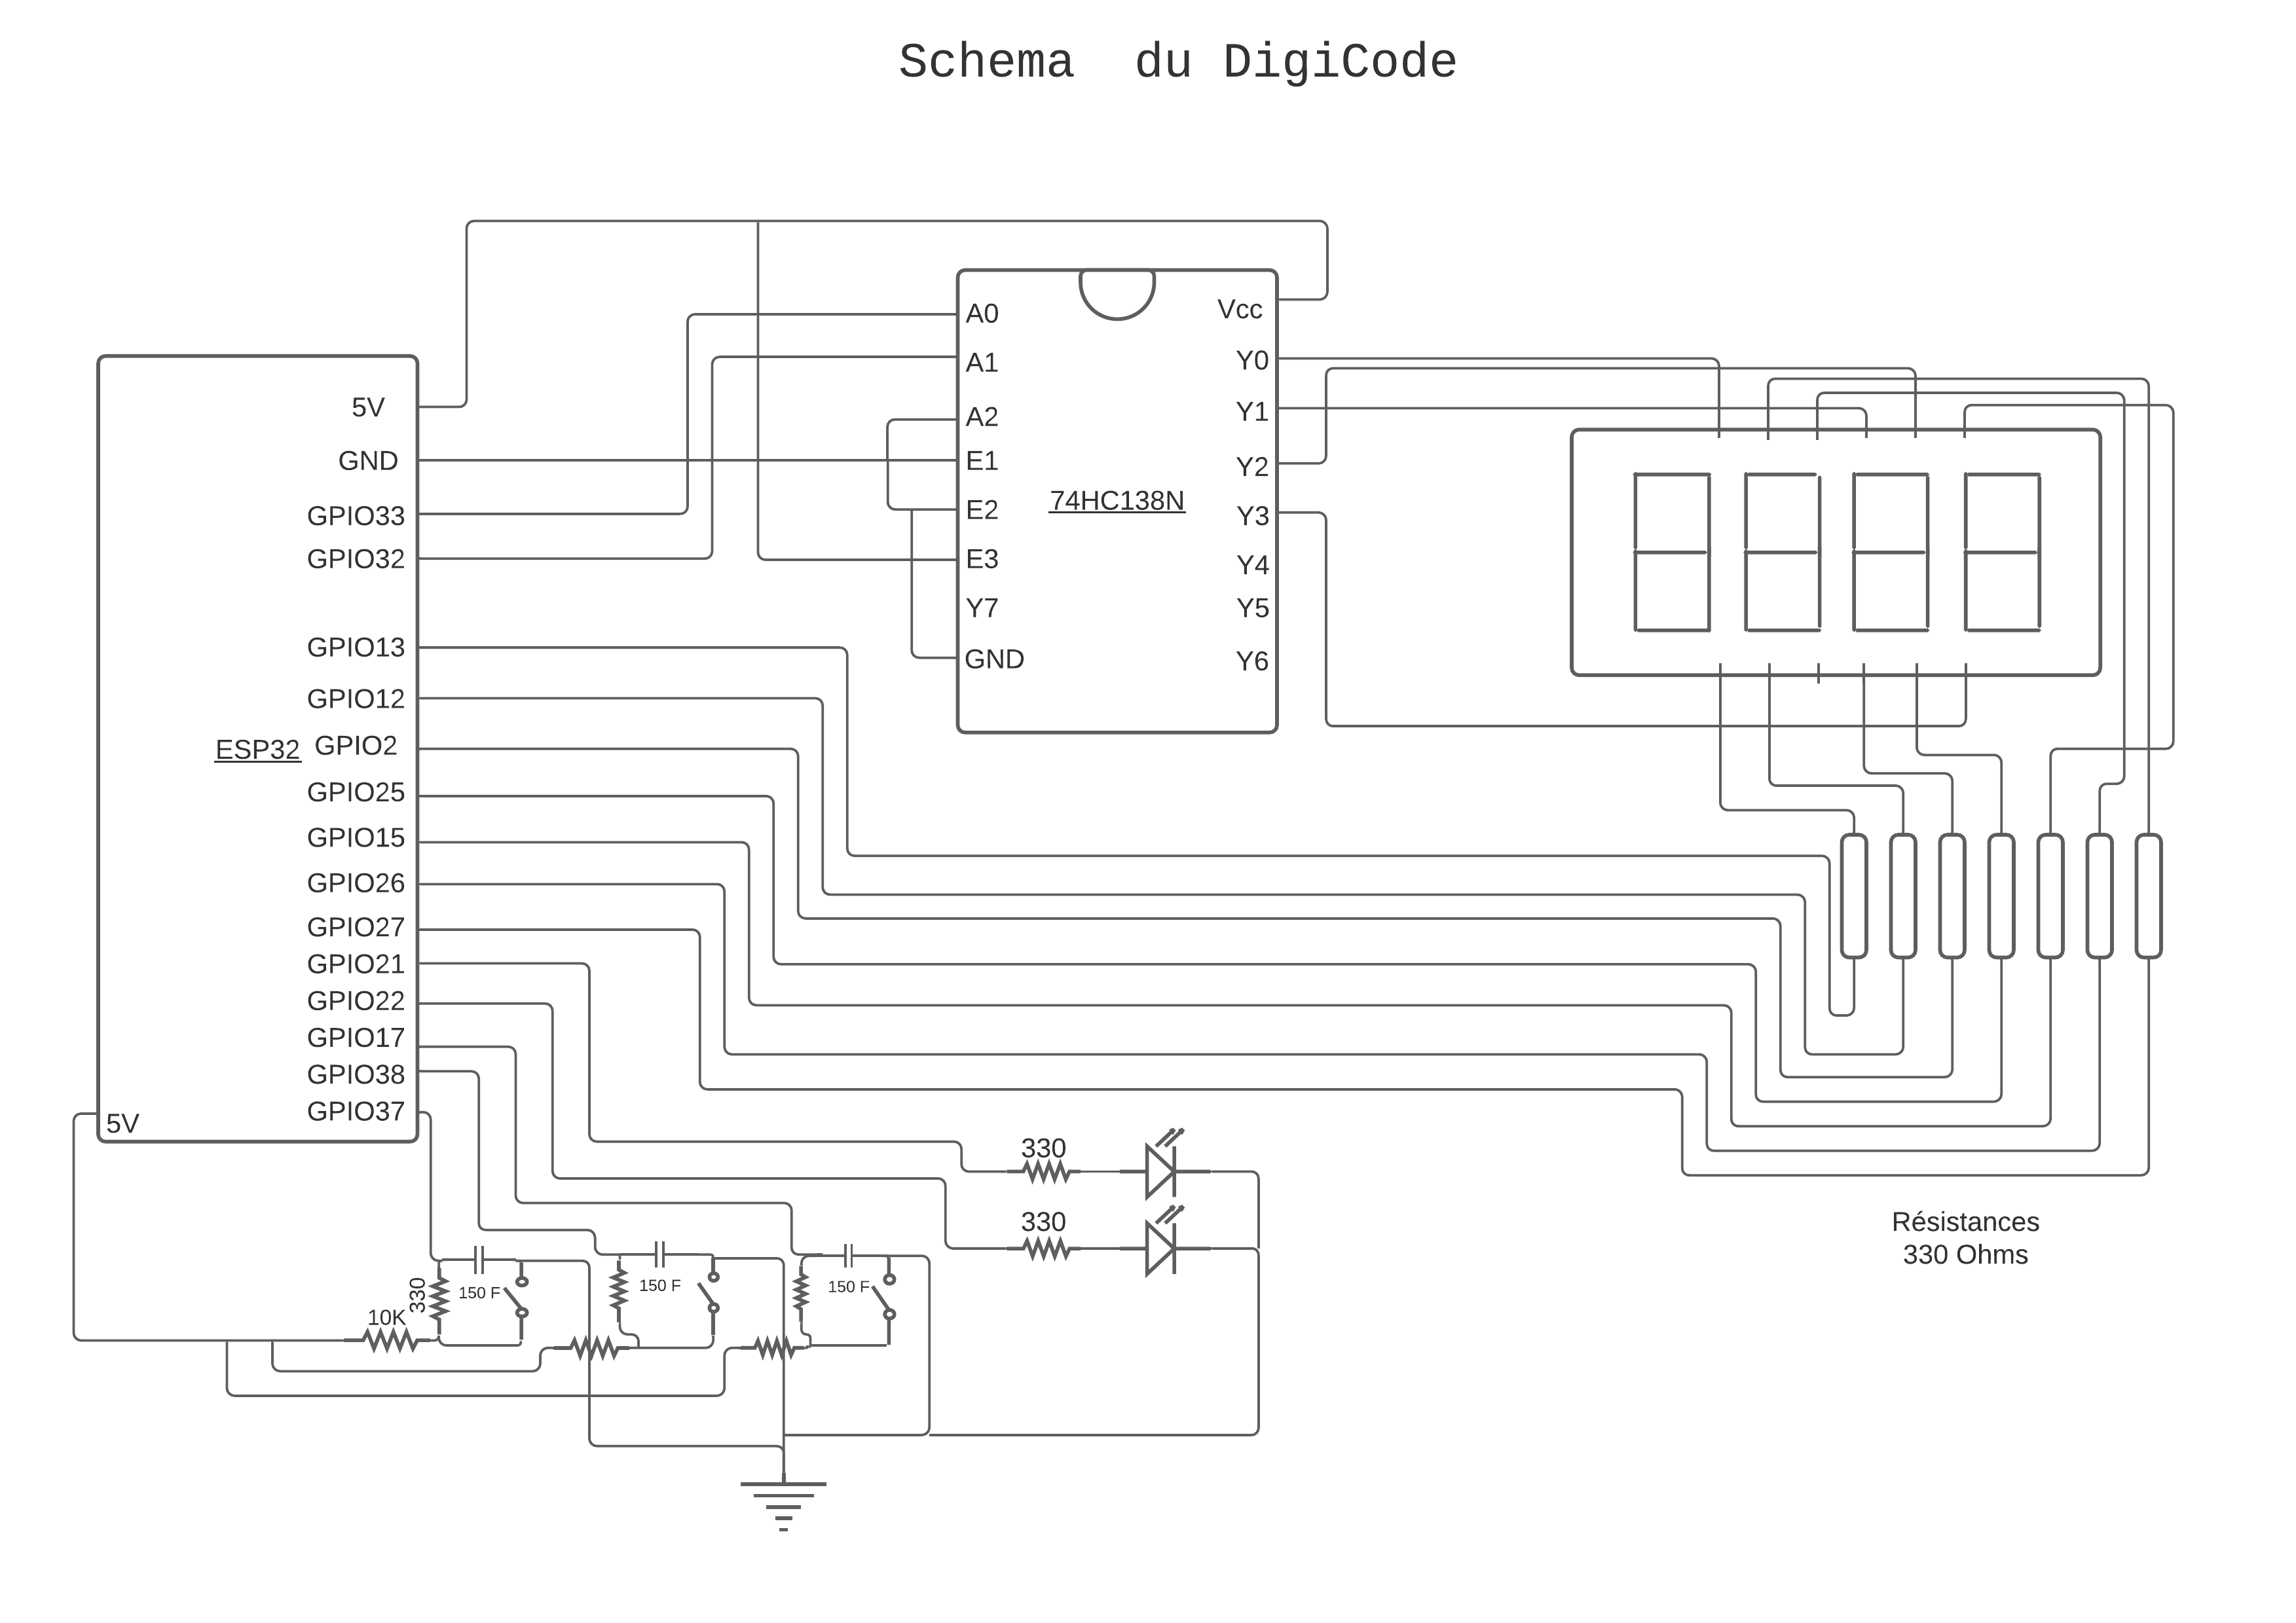 Schema du DigiCode
5V
GND
GPIO33
GPIO32
GPIO13
GPIO12
ESP32
GPIO2
GPIO25
GPIO15
GPIO26
GPIO27
GPIO21
GPIO22
GPIO17
GPIO38
GPIO37
5V
A0
A1
A2
E1
E2
E3
Y7
GND
74HC138N
Vcc
Y0
Y1
Y2
Y3
Y4
Y5
Y6
330
330
Résistances
330 Ohms
10K
330
150 F
150 F
150 F